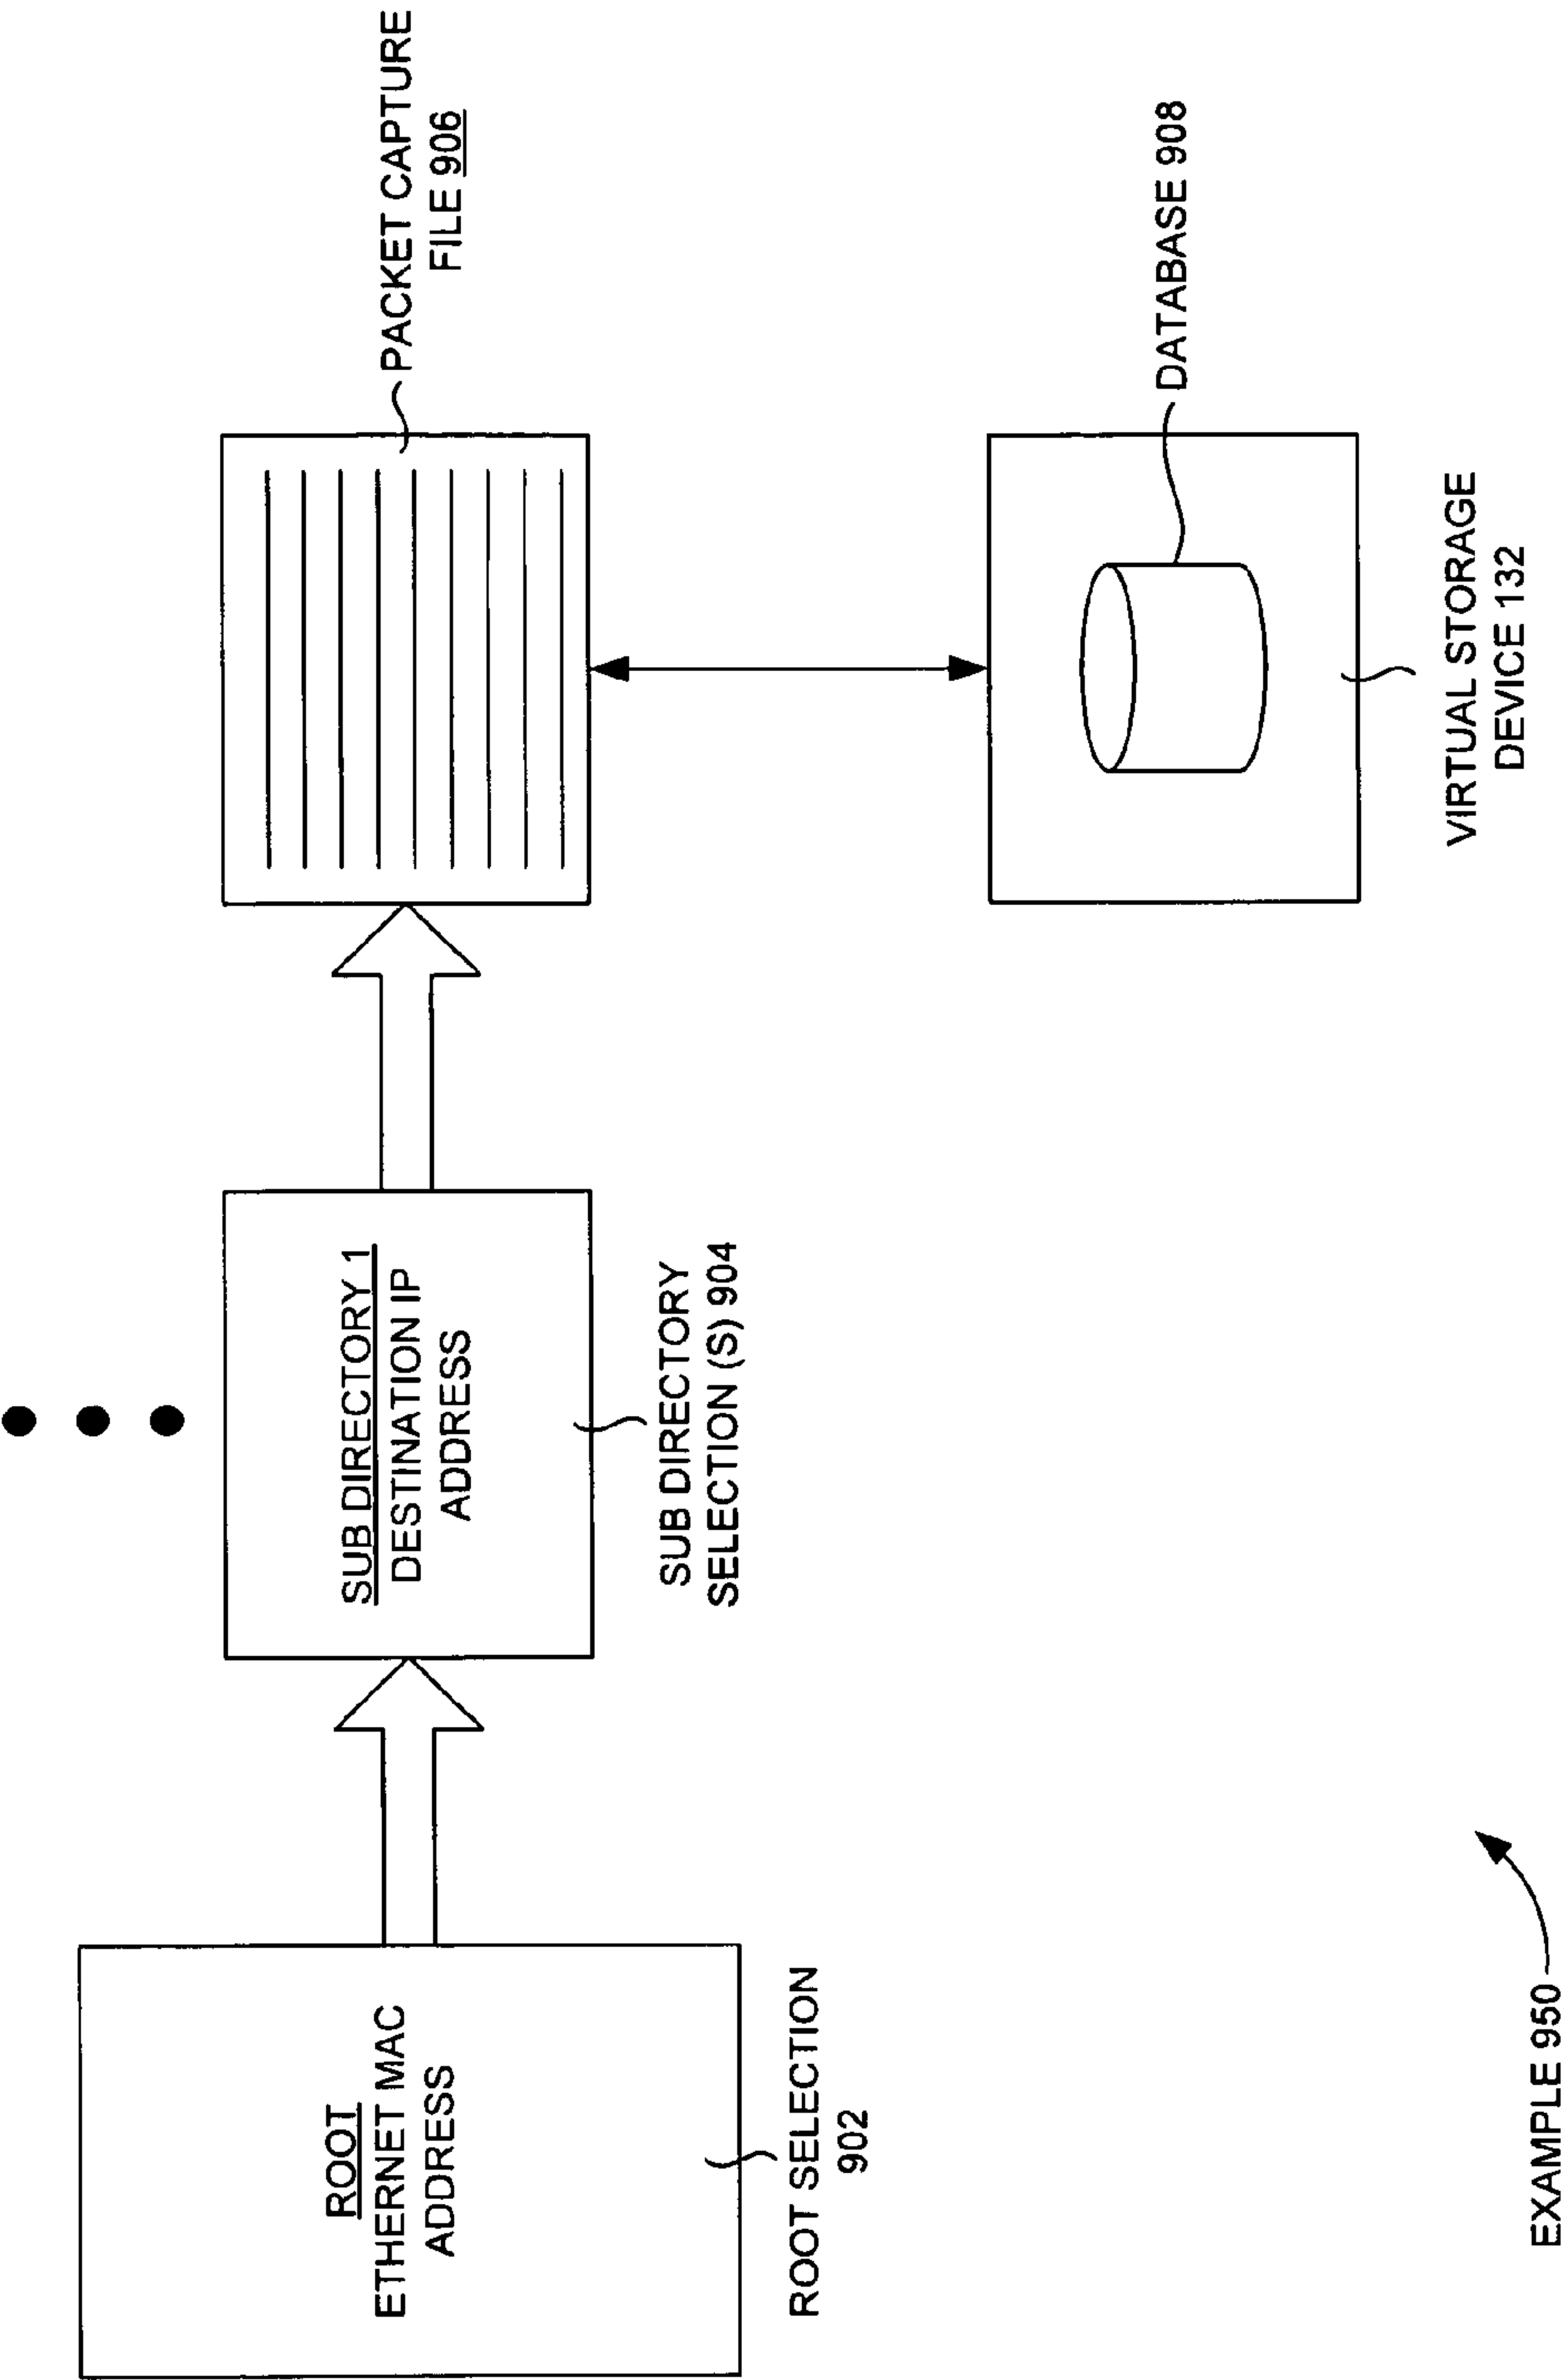 ROOT
ETHERNET MAC
ADDRESS
ROOT SELECTION
902
SUB DIRECTORY 1
DESTINATION IP
ADDRESS
SUB DIRECTORY
SELECTION (S) 904
PACKET CAPTURE
FILE 906
DATABASE 908
VIRTUAL STORAGE
DEVICE 132
EXAMPLE 950